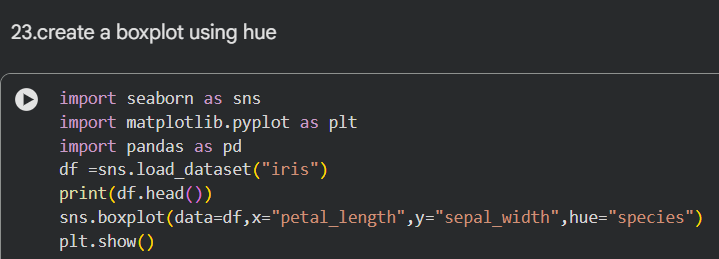 23.create a boxplot using hue
import seaborn as sns
import matplotlib.pyplot as plt
import pandas as pd
df =sns.load_dataset("iris")
print(df.head())
sns.boxplot(data=df,x="petal_length",y="sepal_width",hue="species")
plt.show()